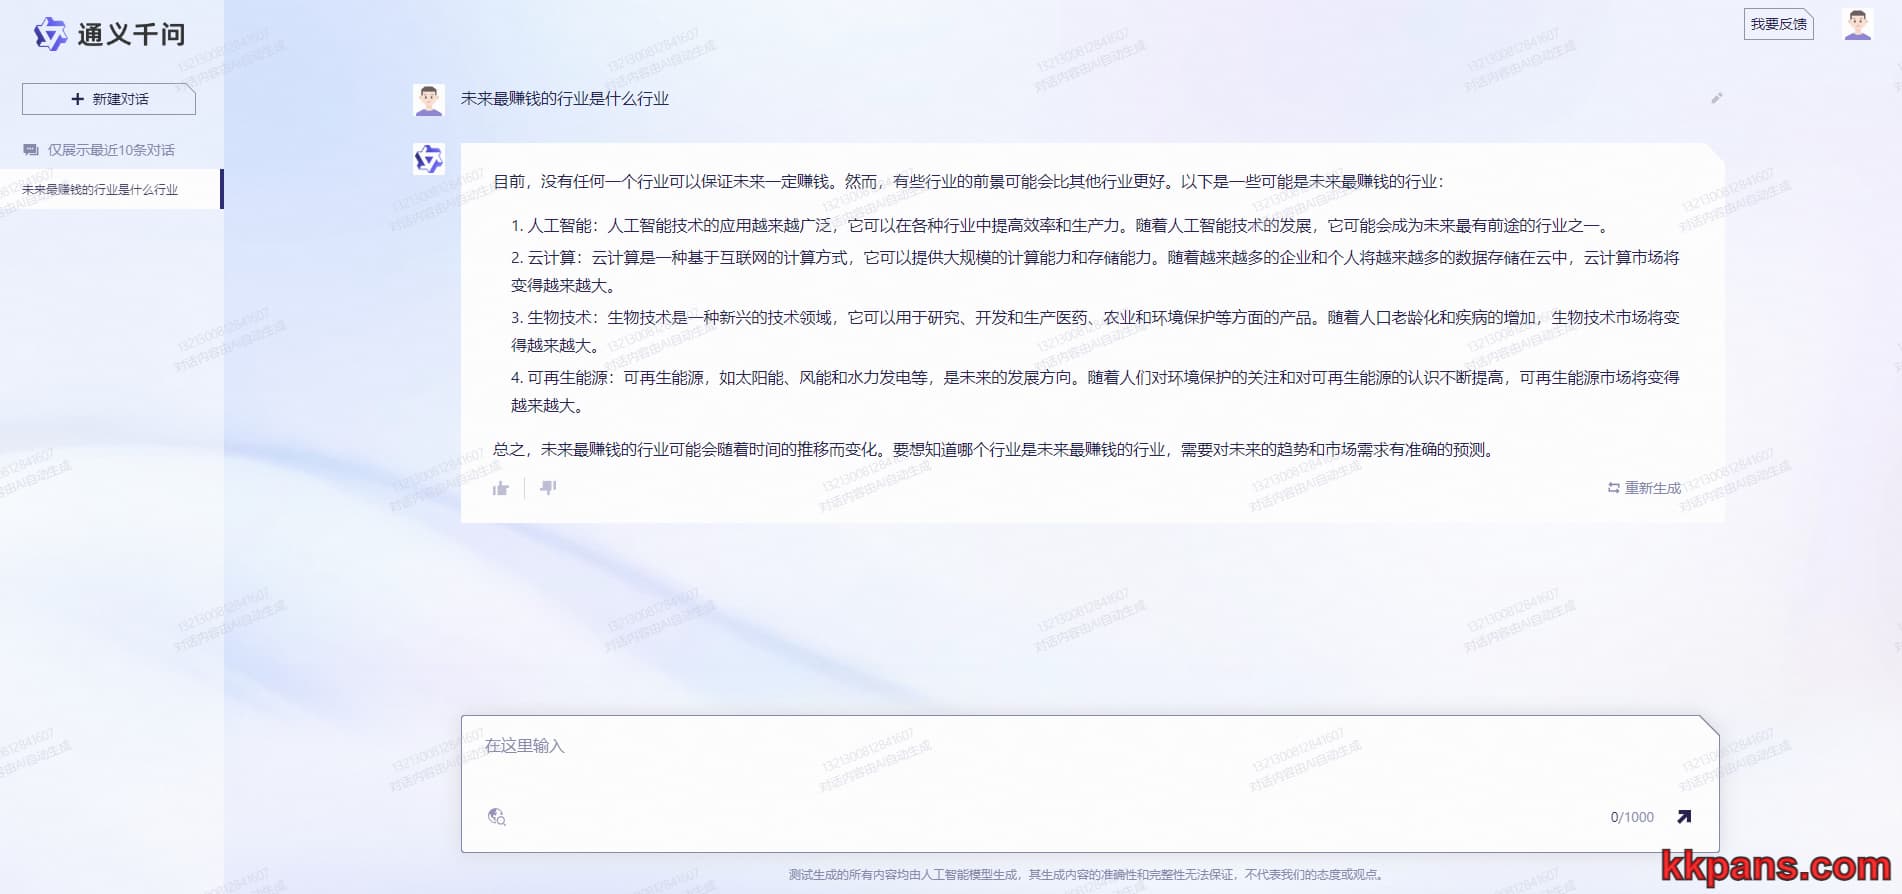 通义千问
我要反馈
新建对话
仅展示最近10条对话
未来最赚钱的行业是什么行业
未来最赚钱的行业是什么行业
目前，没有任何一个行业可以保证未来一定赚钱。然而，有些行业的前景可能会比其他行业更好。以下是一些可能是未来最赚钱的行业：
1. 人工智能：人工智能技术的应用越来越广泛，它可以在各种行业中提高效率和生产力。随着人工智能技术的发展，它可能会成为未来最有前途的行业之一。
2. 云计算：云计算是一种基于互联网的计算方式，它可以提供大规模的计算能力和存储能力。随着越来越多的企业和个人将越来越多的数据存储在云中，云计算市场将
变得越来越大。
3. 生物技术：生物技术是一种新兴的技术领域，它可以用于研究、开发和生产医药、农业和环境保护等方面的产品。随着人口老龄化和疾病的增加，生物技术市场将变
得越来越大。
4. 可再生能源：可再生能源，如太阳能、风能和水力发电等，是未来的发展方向。随着人们对环境保护的关注和对可再生能源的认识不断提高，可再生能源市场将变得
越来越大。
总之，未来最赚钱的行业可能会随着时间的推移而变化。要想知道哪个行业是未来最赚钱的行业，需要对未来的趋势和市场需求有准确的预测。
重新生成
在这里输入
0/1000
测试生成的所有内容均由人工智能模型生成，其生成内容的准确性和完整性无法保证，不代表我们的态度或观点。
kkpans.com
1321300812841607
对话内容由AI自动生成